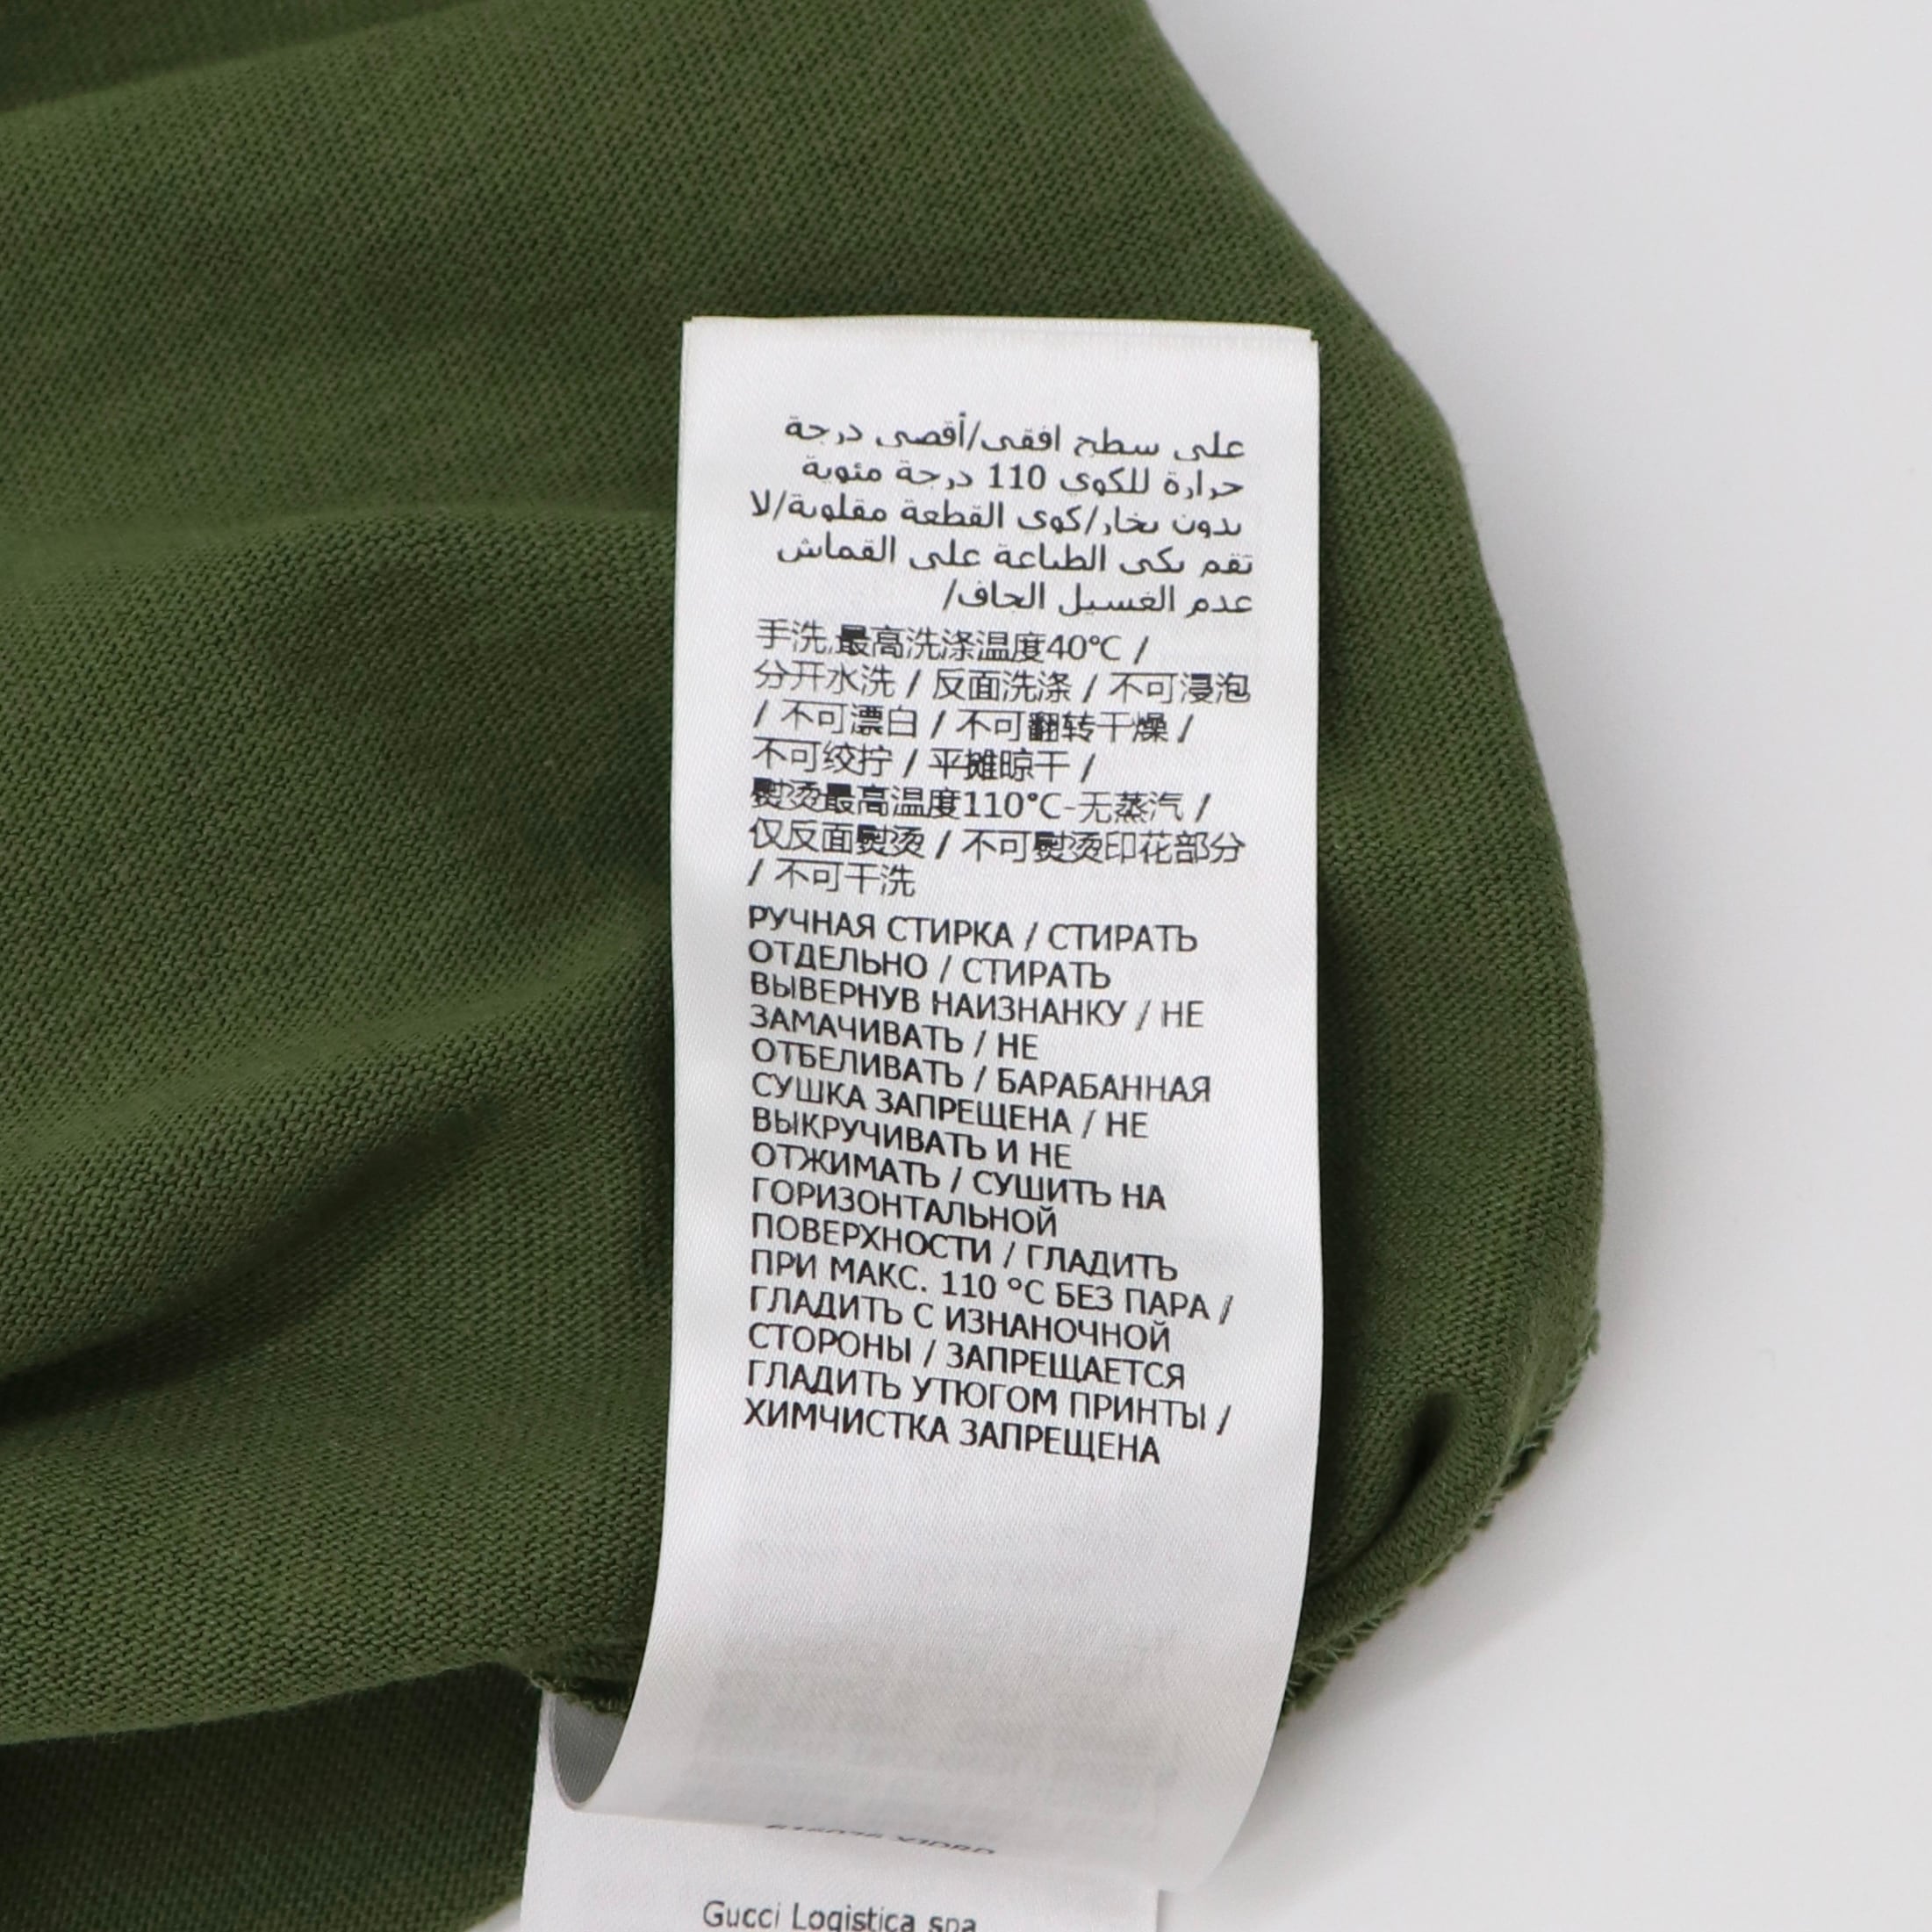 على سطح افقى/أقصى درجة
حرارة للكوي 110 درجة مئوية
بدون بخار/كوى القطعة مقلوبة/لا
تقم بكى الطباعة على القماش
عدم الغسيل الجاف/
手洗,最高洗涤温度40°C /
分开水洗 / 反面洗涤 / 不可浸泡
/ 不可漂白 / 不可翻转干燥 /
不可绞拧 / 平摊晾干 /
熨烫最高温度110°C-无蒸汽 /
仅反面熨烫 / 不可熨烫印花部分
/ 不可干洗
РУЧНАЯ СТИРКА / СТИРАТЬ
ОТДЕЛЬНО / СТИРАТЬ
ВЫВЕРНУВ НАИЗНАНКУ / НЕ
ЗАМАЧИВАТЬ / НЕ
ОТБЕЛИВАТЬ / БАРАБАННАЯ
СУШКА ЗАПРЕЩЕНА / НЕ
ВЫКРУЧИВАТЬ И НЕ
ОТЖИМАТЬ / СУШИТЬ НА
ГОРИЗОНТАЛЬНОЙ
ПОВЕРХНОСТИ / ГЛАДИТЬ
ПРИ МАКС. 110 °C БЕЗ ПАРА /
ГЛАДИТЬ С ИЗНАНОЧНОЙ
СТОРОНЫ / ЗАПРЕЩАЕТСЯ
ГЛАДИТЬ УТЮГОМ ПРИНТЫ /
ХИМЧИСТКА ЗАПРЕЩЕНА
Gucci Logistica spa